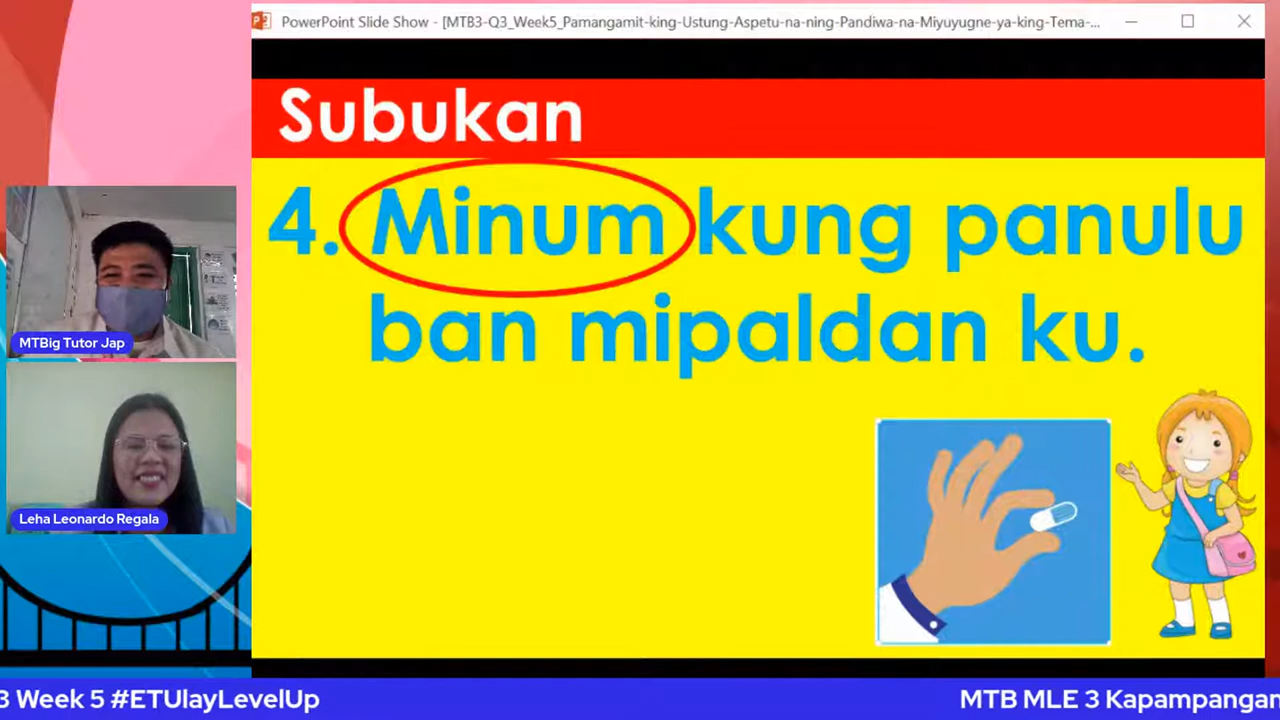 PowerPoint Slide Show - [MTB3-Q3_Week5_Pamangamit-king-Ustung-Aspetu-na-ning-Pandiwa-na-Miyuyugne-ya-king-Tema-...
Subukan
4. Minum kung panulu
ban mipaldan ku.
MTBig Tutor Jap
Leha Leonardo Regala
3 Week 5 #ETUlayLevelUp
MTB MLE 3 Kapampangan